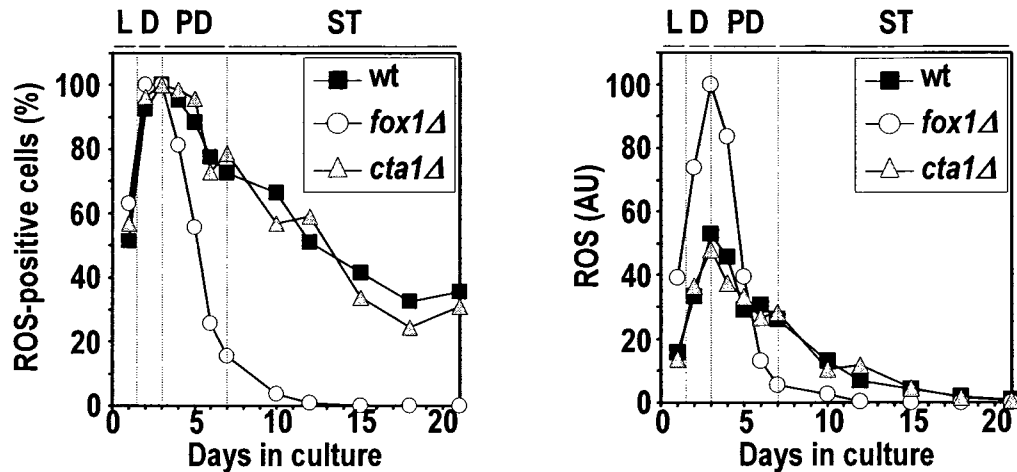 L D PD ST
ROS-positive cells (%)
100
80
60
40
20
0
0 5 10 15 20
Days in culture
wt
fox1Δ
cta1Δ
L D PD ST
ROS (AU)
100
80
60
40
20
0
0 5 10 15 20
Days in culture
wt
fox1Δ
cta1Δ